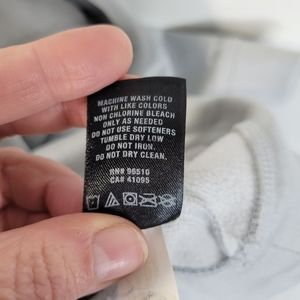 MACHINE WASH COLD
WITH LIKE COLORS
NON CHLORINE BLEACH
ONLY AS NEEDED
DO NOT USE SOFTENERS
TUMBLE DRY LOW
DO NOT IRON.
DO NOT DRY CLEAN.
RN# 96510
CA# 41095